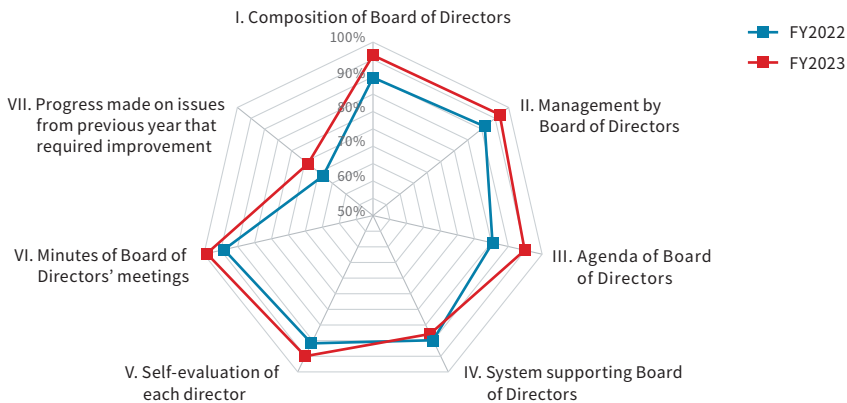 I. Composition of Board of Directors
FY2022
FY2023
100%
90%
80%
70%
60%
50%
II. Management by
Board of Directors
III. Agenda of Board
of Directors
IV. System supporting Board
of Directors
V. Self-evaluation of
each director
VI. Minutes of Board of
Directors’ meetings
VII. Progress made on issues
from previous year that
required improvement